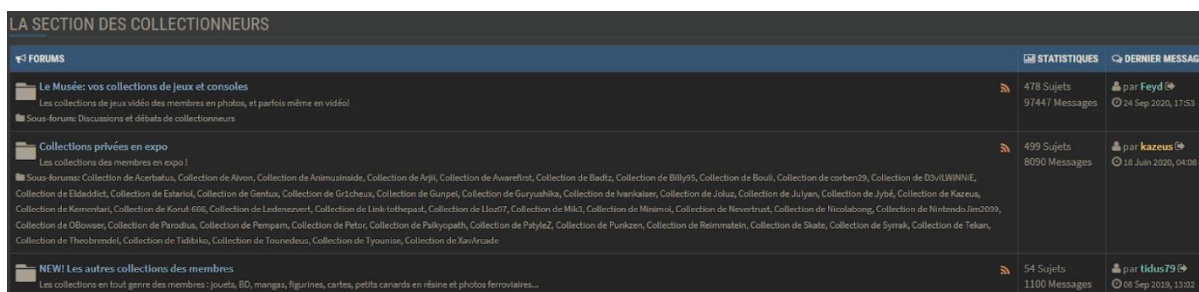 LA SECTION DES COLLECTIONNEURS
FORUMS STATISTIQUES DERNIER MESSAG
Le Musée: vos collections de jeux et consoles 478 Sujets par Feyd
Les collections de jeux vidéo des membres en photos, et parfois même en vidéo! 97447 Messages 24 Sep 2020, 17:53
Sous-forum: Discussions et débats de collectionneurs
Collections privées en expo 499 Sujets par kazeus
Les collections des membres en expo ! 8090 Messages 18 Juin 2020, 04:06
Sous-forums: Collection de Acerbatus, Collection de Aivon, Collection de Animusinside, Collection de Arjii, Collection de Awarefirst, Collection de Badtz, Collection de Billy95, Collection de Bouli, Collection de corben29, Collection de D3viLWiNNiE,
Collection de Eldaddict, Collection de Estariol, Collection de Gentux, Collection de Gr1cheux, Collection de Gunpei, Collection de Guryushika, Collection de Ivankaiser, Collection de Joluz, Collection de Julyan, Collection de Jybé, Collection de Kazeus,
Collection de Kementari, Collection de Korut-666, Collection de Ledenezvert, Collection de Link-tothepast, Collection de Lloz07, Collection de Mik3, Collection de Minimoi, Collection de Nevertrust, Collection de Nicolabong, Collection de NintendoJim2099,
Collection de OBowser, Collection de Parodius, Collection de Pempam, Collection de Petor, Collection de Psikyopath, Collection de PstyleZ, Collection de Punkzen, Collection de Reimmstein, Collection de Skate, Collection de Syrrak, Collection de Tekan,
Collection de Theobrendel, Collection de Tidibiko, Collection de Tounedeus, Collection de Tyounise, Collection de XavArcade
NEW! Les autres collections des membres 54 Sujets par tidus79
Les collections en tout genre des membres : jouets, BD, mangas, figurines, cartes, petits canards en résine et photos ferroviaires... 1100 Messages 08 Sep 2019, 13:02